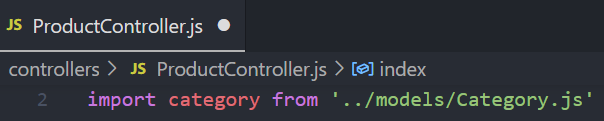 JS ProductController.js
controllers > JS ProductController.js > index
2 import category from '../models/Category.js'